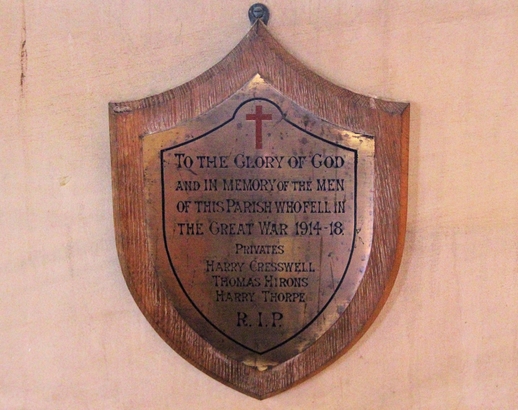 To the Glory of God
and in memory of the men
of this Parish who fell in
the Great War 1914-18.
Privates
Harry Cresswell
Thomas Hirons
Harry Thorpe
R.I.P.